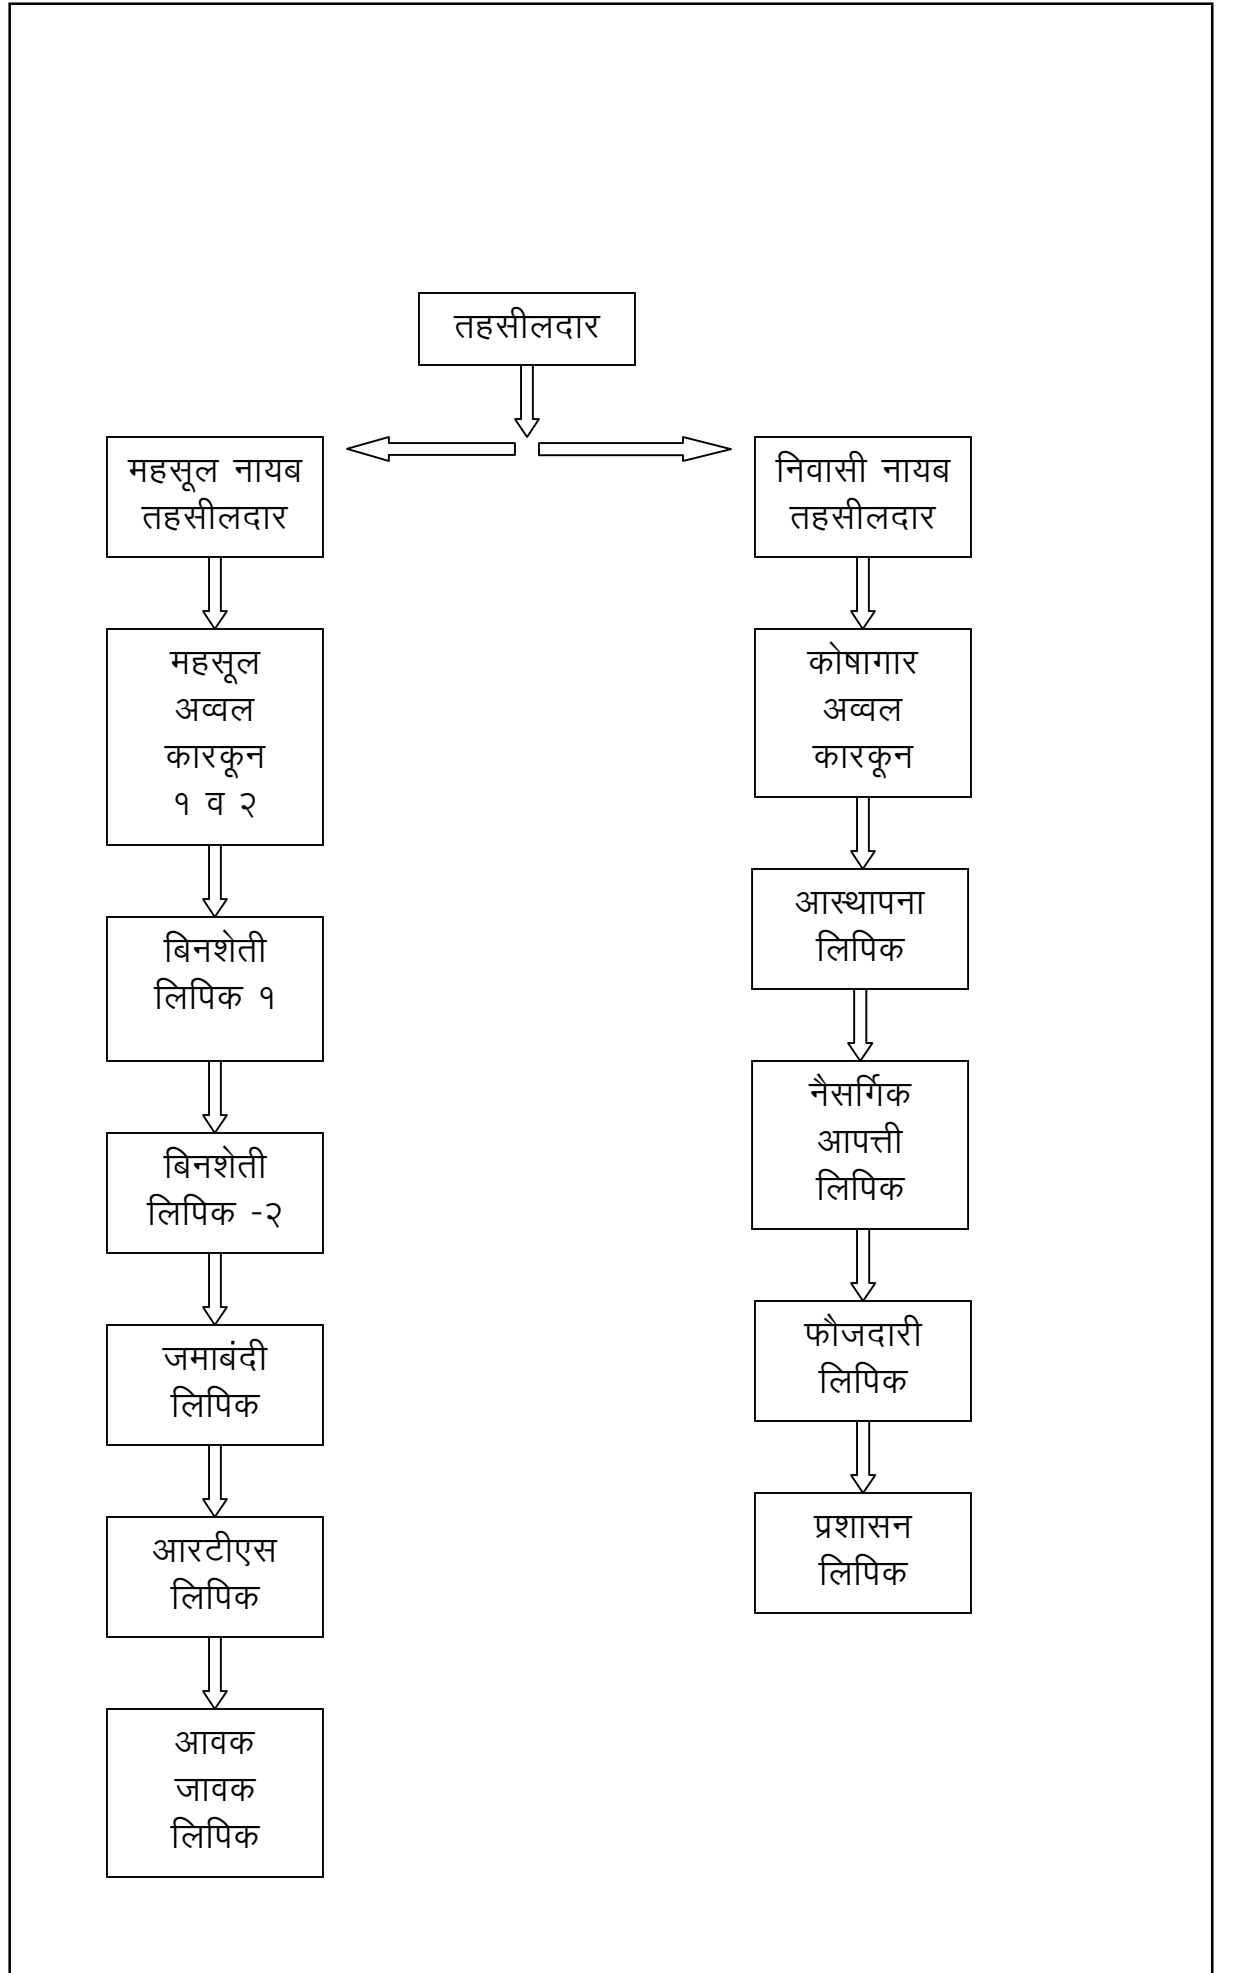 तहसीलदार
महसूल नायब
तहसीलदार
महसूल
अव्वल
कारकून
१ व २
बिनशेती
लिपिक १
बिनशेती
लिपिक -२
जमाबंदी
लिपिक
आरटीएस
लिपिक
आवक
जावक
लिपिक
निवासी नायब
तहसीलदार
कोषागार
अव्वल
कारकून
आस्थापना
लिपिक
नैसर्गिक
आपत्ती
लिपिक
फौजदारी
लिपिक
प्रशासन
लिपिक